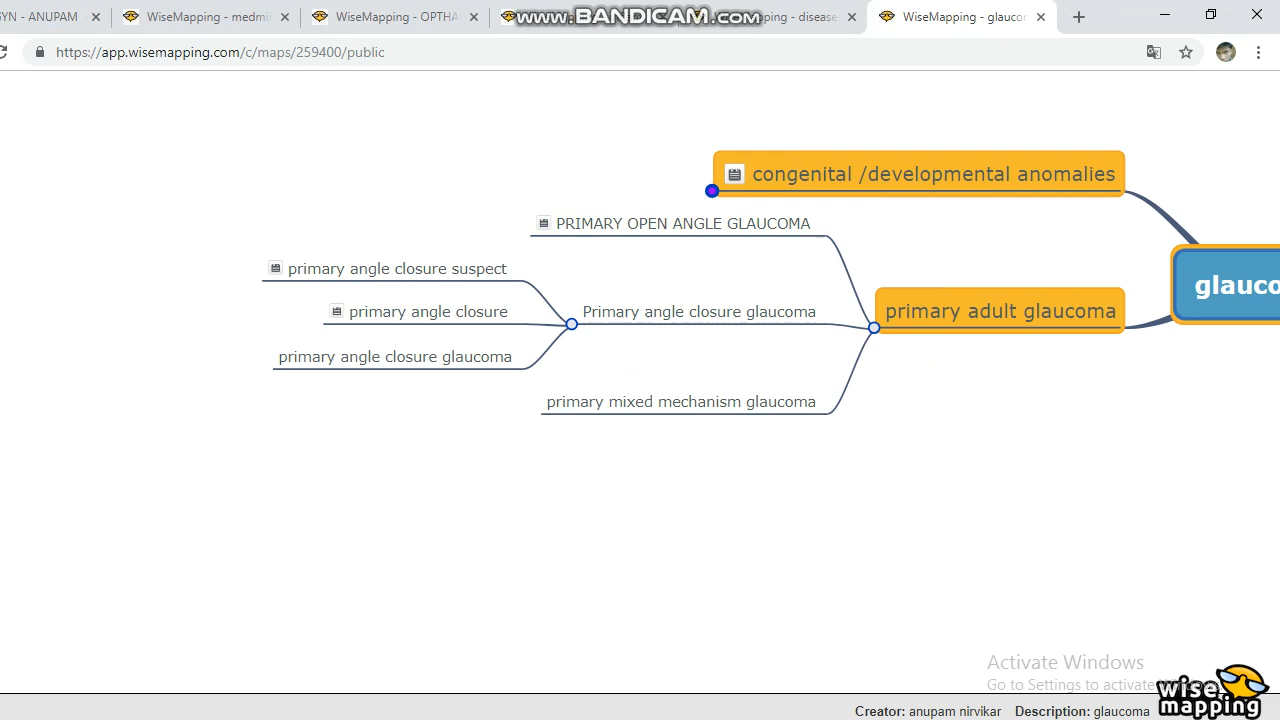 GYN - ANUPAM
WiseMapping - medmi
WiseMapping - OPTHA
www.BANDICAM.com
ping - disease
WiseMapping - glaucor
https://app.wisemapping.com/c/maps/259400/public
congenital /developmental anomalies
PRIMARY OPEN ANGLE GLAUCOMA
primary angle closure suspect
primary angle closure
Primary angle closure glaucoma
primary adult glaucoma
glauco
primary angle closure glaucoma
primary mixed mechanism glaucoma
Activate Windows
Go to Settings to activate
wise
mapping
Creator: anupam nirvikar Description: glaucoma